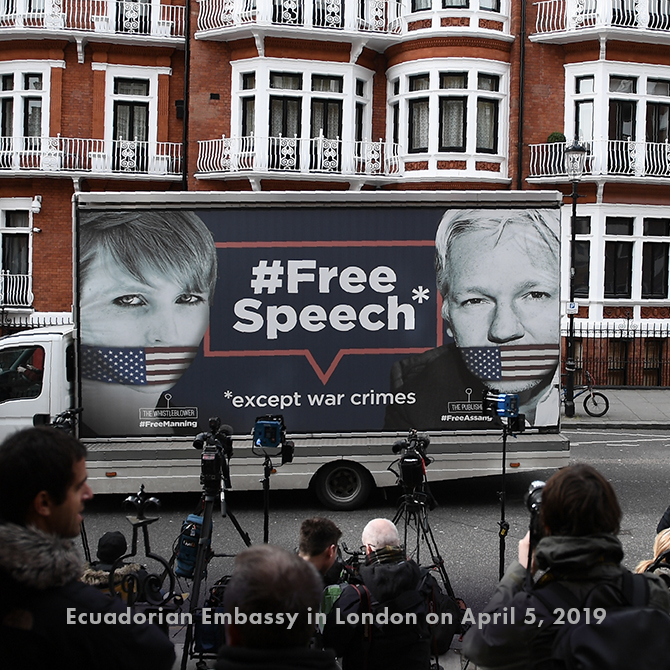 #Free
Speech*
*except war crimes
THE WHISTLEBLOWER
#FreeManning
THE PUBLISHER
#FreeAssange
Ecuadorian Embassy in London on April 5, 2019